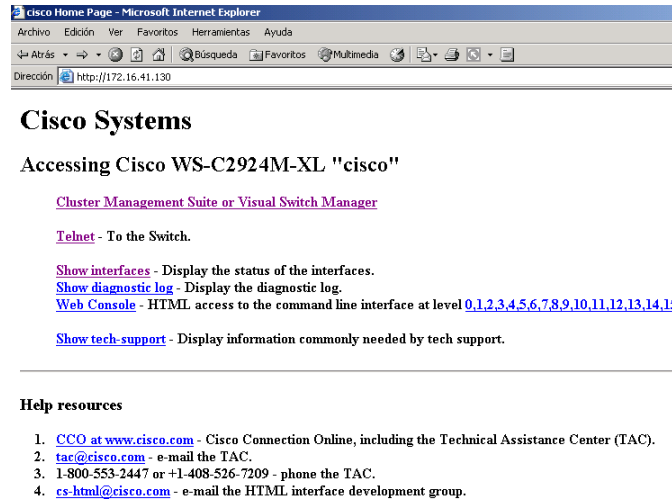 cisco Home Page - Microsoft Internet Explorer
Archivo Edición Ver Favoritos Herramientas Ayuda
Atrás Búsqueda Favoritos Multimedia
Dirección http://172.16.41.130
Cisco Systems
Accessing Cisco WS-C2924M-XL "cisco"
Cluster Management Suite or Visual Switch Manager
Telnet - To the Switch.
Show interfaces - Display the status of the interfaces.
Show diagnostic log - Display the diagnostic log.
Web Console - HTML access to the command line interface at level 0,1,2,3,4,5,6,7,8,9,10,11,12,13,14,15
Show tech-support - Display information commonly needed by tech support.
Help resources
1. CCO at www.cisco.com - Cisco Connection Online, including the Technical Assistance Center (TAC).
2. tac@cisco.com - e-mail the TAC.
3. 1-800-553-2447 or +1-408-526-7209 - phone the TAC.
4. cs-html@cisco.com - e-mail the HTML interface development group.